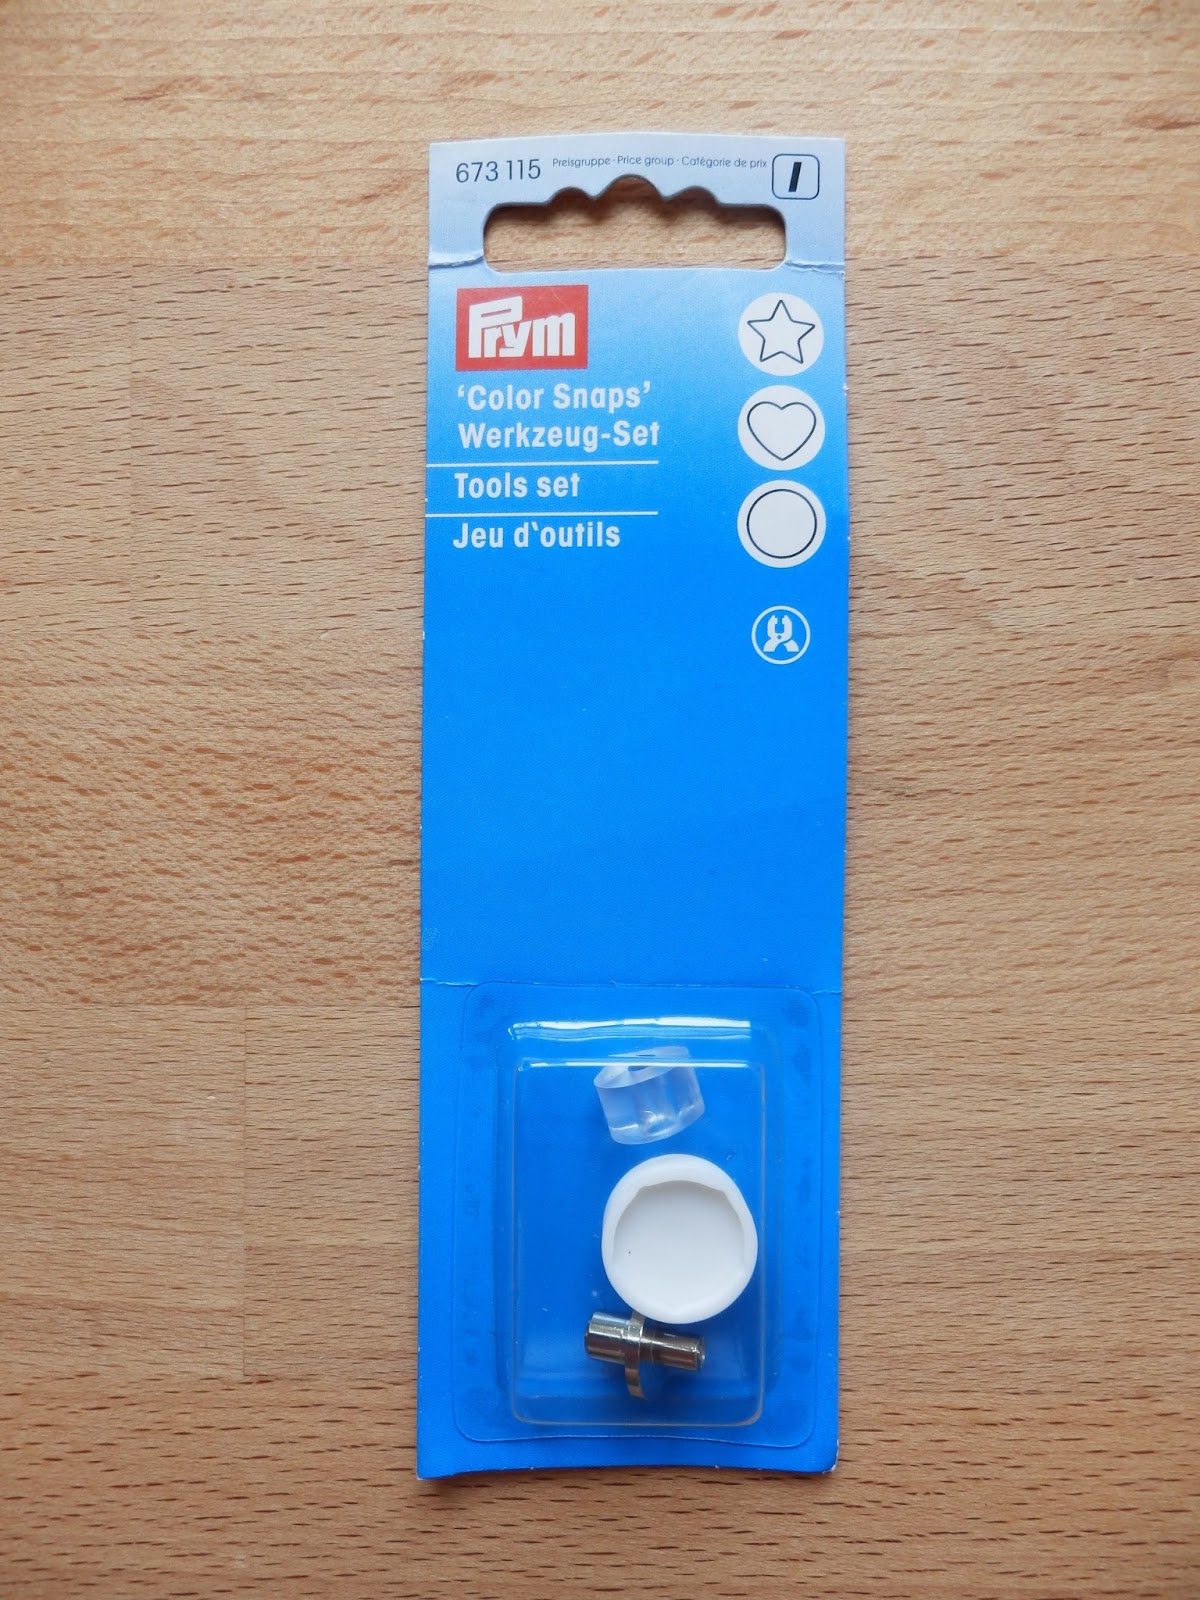 673 115 Preisgruppe · Price group · Catégorie de prix I
Prym
‘Color Snaps’
Werkzeug-Set
Tools set
Jeu d‘outils